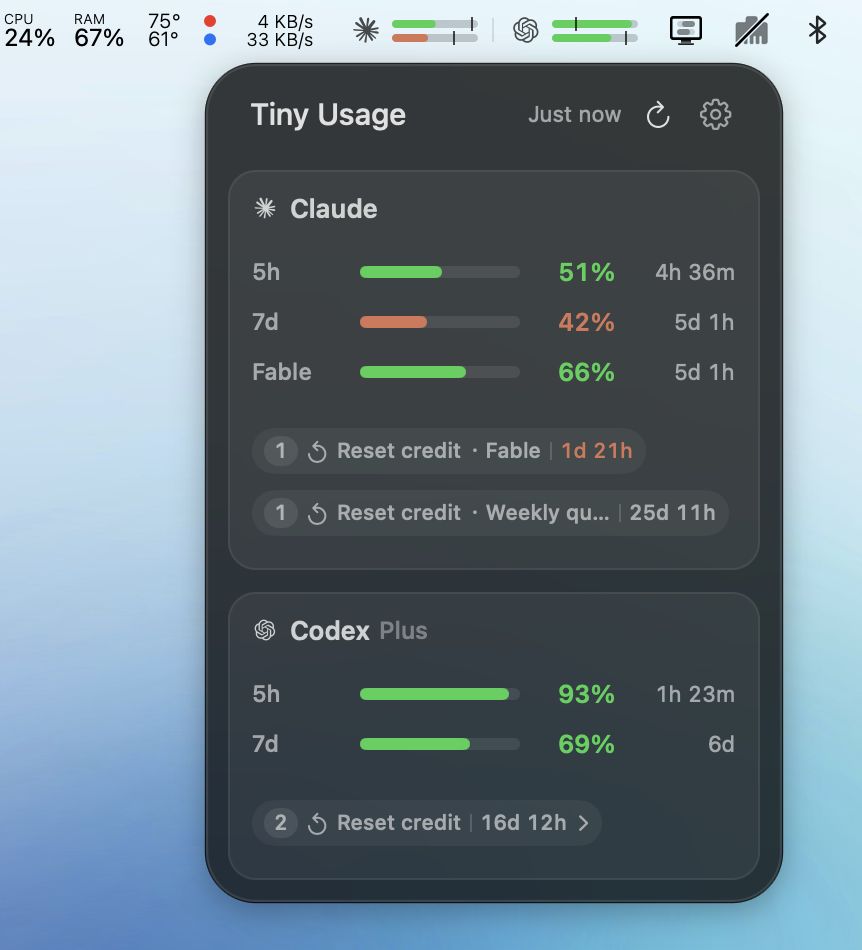 CPU RAM 75° 4 KB/s
24% 67% 61° 33 KB/s
Tiny Usage Just now
Claude
5h 51% 4h 36m
7d 42% 5d 1h
Fable 66% 5d 1h
1 Reset credit · Fable | 1d 21h
1 Reset credit · Weekly qu... | 25d 11h
Codex Plus
5h 93% 1h 23m
7d 69% 6d
2 Reset credit | 16d 12h >